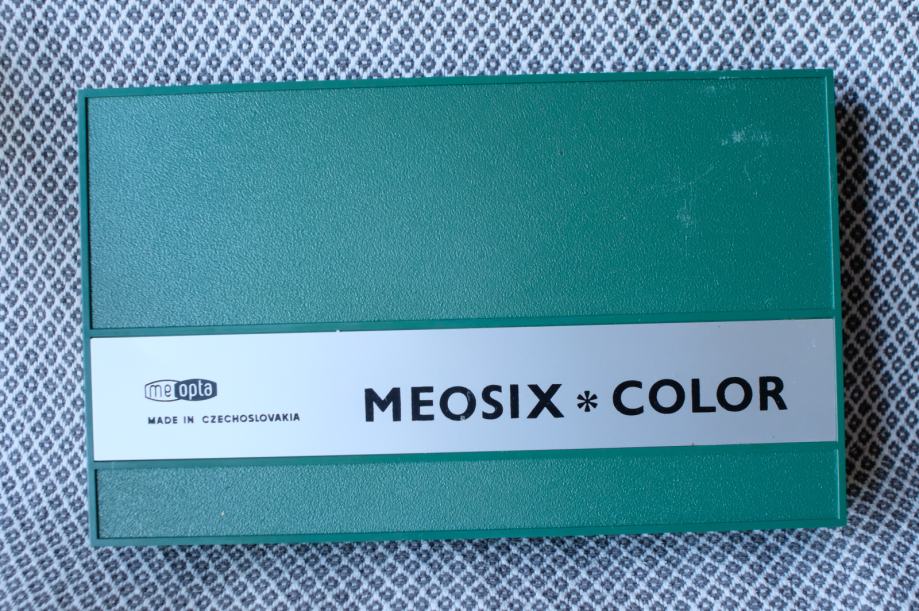 meopta
MADE IN CZECHOSLOVAKIA
MEOSIX * COLOR